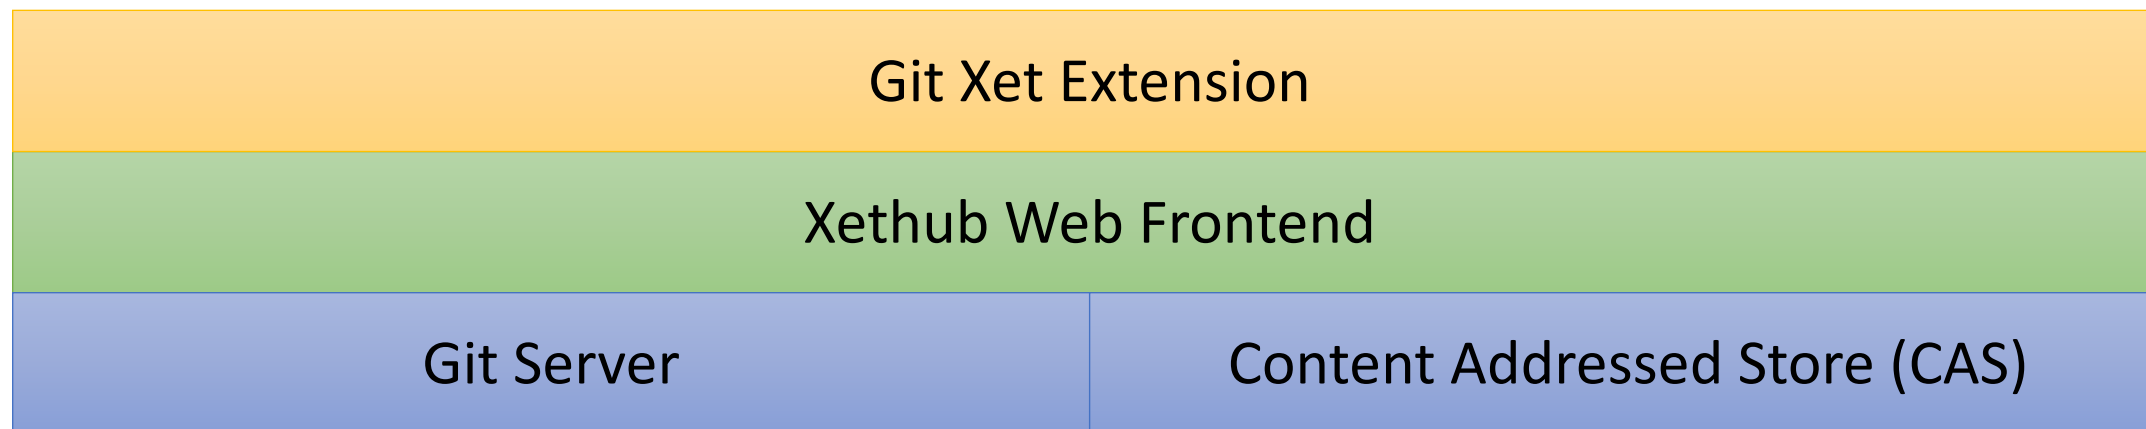 Git Xet Extension
Xethub Web Frontend
Git Server
Content Addressed Store (CAS)